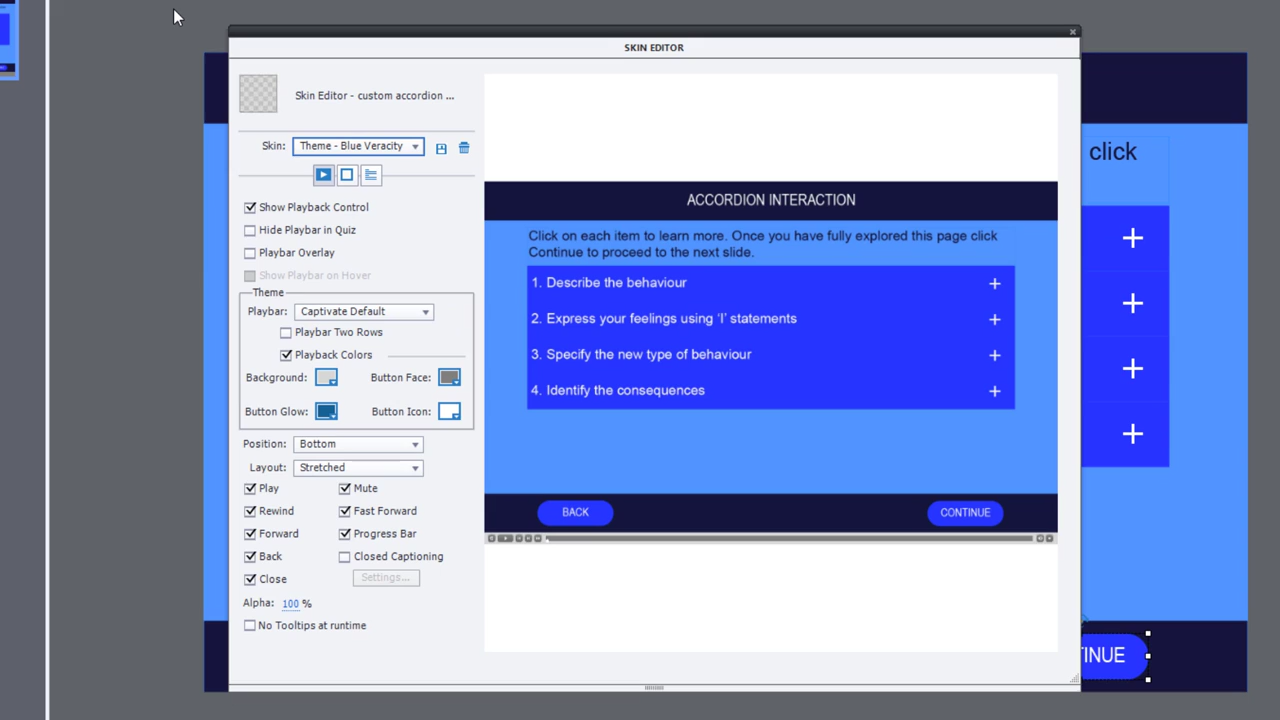 SKIN EDITOR
Skin Editor - custom accordion ...
Skin: Theme - Blue Veracity
Show Playback Control
Hide Playbar in Quiz
Playbar Overlay
Show Playbar on Hover
Theme
Playbar: Captivate Default
Playbar Two Rows
Playback Colors
Background: Button Face:
Button Glow: Button Icon:
Position: Bottom
Layout: Stretched
Play Mute
Rewind Fast Forward
Forward Progress Bar
Back Closed Captioning
Close Settings...
Alpha: 100 %
No Tooltips at runtime
ACCORDION INTERACTION
Click on each item to learn more. Once you have fully explored this page click
Continue to proceed to the next slide.
1. Describe the behaviour +
2. Express your feelings using 'I' statements +
3. Specify the new type of behaviour +
4. Identify the consequences +
BACK CONTINUE
click
+
+
+
+
TINUE